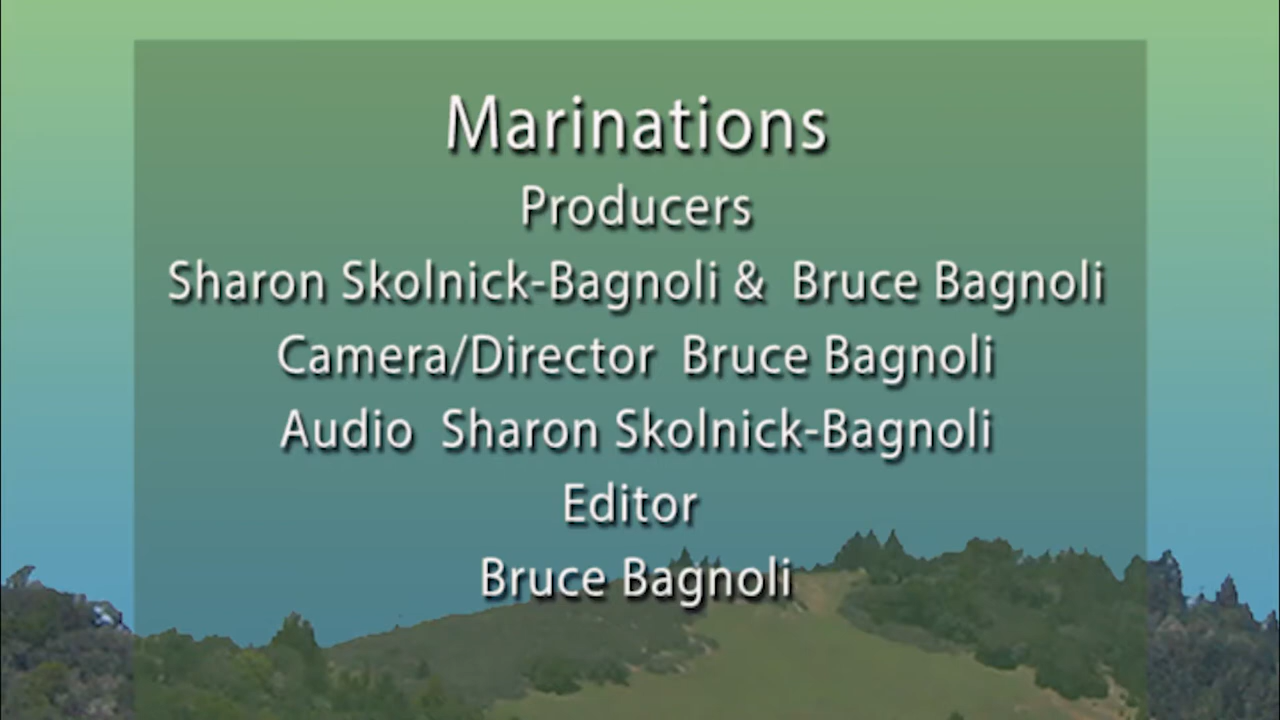 Marinations
Producers
Sharon Skolnick-Bagnoli & Bruce Bagnoli
Camera/Director Bruce Bagnoli
Audio Sharon Skolnick-Bagnoli
Editor
Bruce Bagnoli